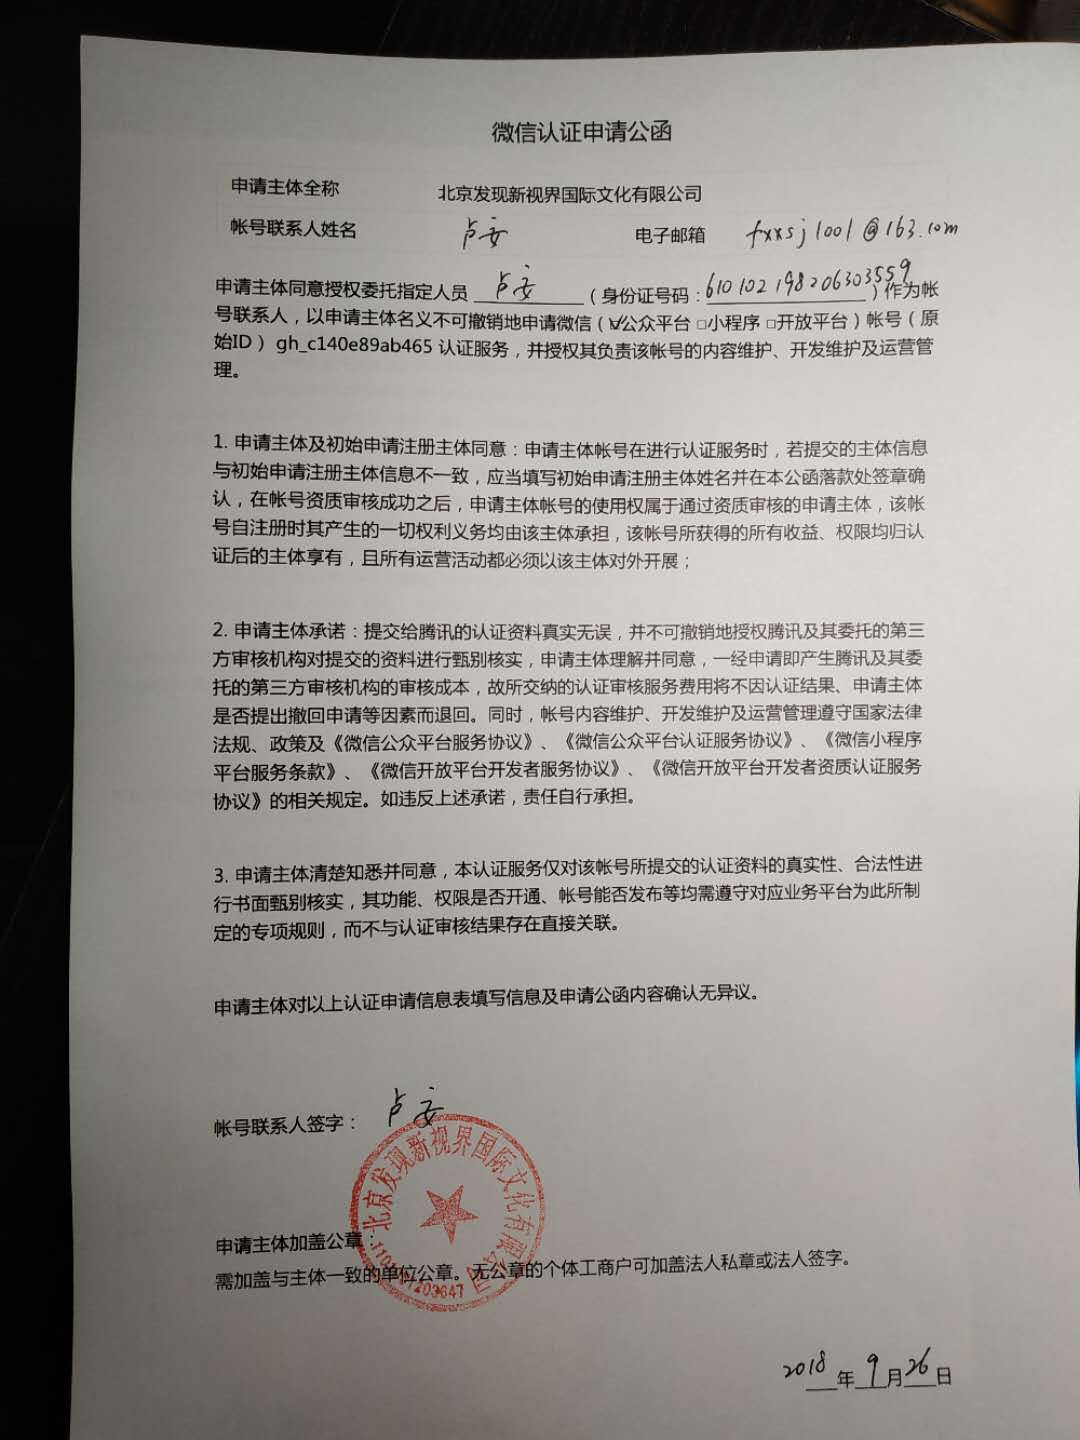 微信认证申请公函
申请主体全称 北京发现新视界国际文化有限公司
帐号联系人姓名 卢安 电子邮箱 fxxsj1001@163.com
申请主体同意授权委托指定人员 卢安 （身份证号码：610102198206303559）作为帐
号联系人，以申请主体名义不可撤销地申请微信（☑公众平台 □小程序 □开放平台）帐号（原
始ID） gh_c140e89ab465 认证服务，并授权其负责该帐号的内容维护、开发维护及运营管
理。
1. 申请主体及初始申请注册主体同意：申请主体帐号在进行认证服务时，若提交的主体信息
与初始申请注册主体信息不一致，应当填写初始申请注册主体姓名并在本公函落款处签章确
认，在帐号资质审核成功之后，申请主体帐号的使用权属于通过资质审核的申请主体，该帐
号自注册时其产生的一切权利义务均由该主体承担，该帐号所获得的所有收益、权限均归认
证后的主体享有，且所有运营活动都必须以该主体对外开展；
2. 申请主体承诺：提交给腾讯的认证资料真实无误，并不可撤销地授权腾讯及其委托的第三
方审核机构对提交的资料进行甄别核实，申请主体理解并同意，一经申请即产生腾讯及其委
托的第三方审核机构的审核成本，故所交纳的认证审核服务费用将不因认证结果、申请主体
是否提出撤回申请等因素而退回。同时，帐号内容维护、开发维护及运营管理遵守国家法律
法规、政策及《微信公众平台服务协议》、《微信公众平台认证服务协议》、《微信小程序
平台服务条款》、《微信开放平台开发者服务协议》、《微信开放平台开发者资质认证服务
协议》的相关规定。如违反上述承诺，责任自行承担。
3. 申请主体清楚知悉并同意，本认证服务仅对该帐号所提交的认证资料的真实性、合法性进
行书面甄别核实，其功能、权限是否开通、帐号能否发布等均需遵守对应业务平台为此所制
定的专项规则，而不与认证审核结果存在直接关联。
申请主体对以上认证申请信息表填写信息及申请公函内容确认无异议。
帐号联系人签字： 卢安
北京发现新视界国际文化有限公司
申请主体加盖公章：
需加盖与主体一致的单位公章。无公章的个体工商户可加盖法人私章或法人签字。
2018年9月26日